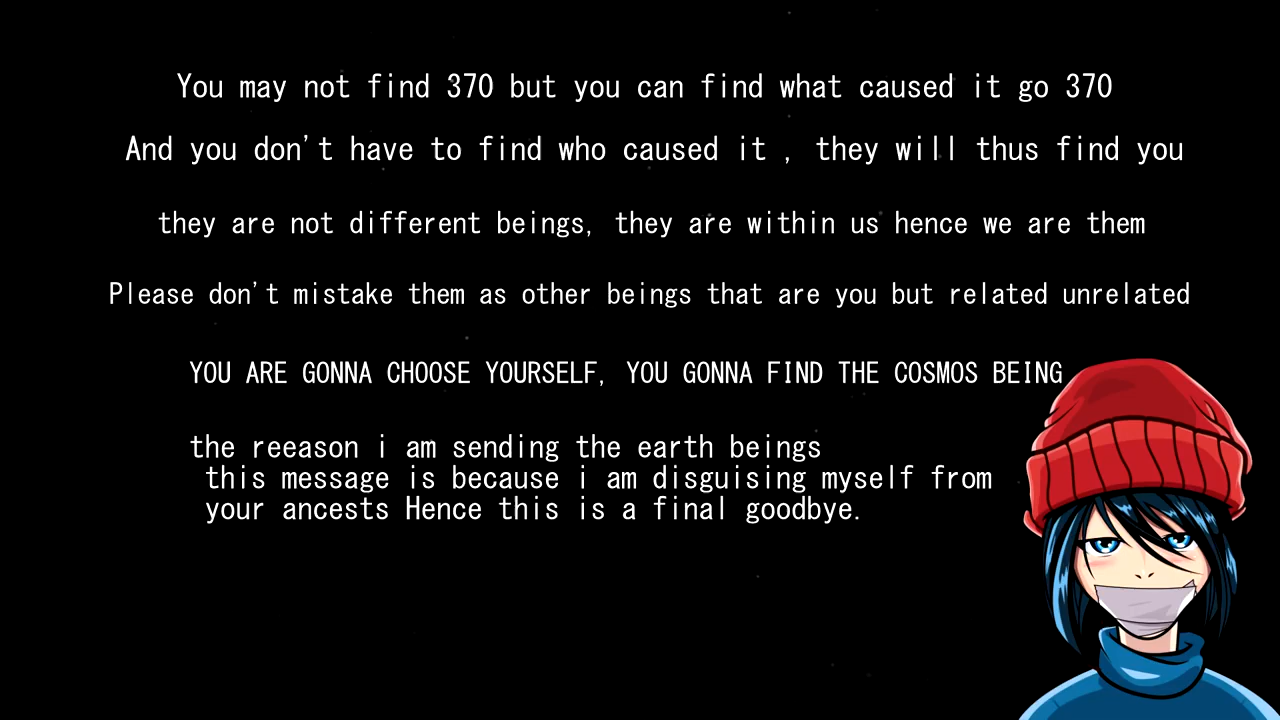 You may not find 370 but you can find what caused it go 370
And you don't have to find who caused it , they will thus find you
they are not different beings, they are within us hence we are them
Please don't mistake them as other beings that are you but related unrelated
YOU ARE GONNA CHOOSE YOURSELF, YOU GONNA FIND THE COSMOS BEING
the reeason i am sending the earth beings
this message is because i am disguising myself from
your ancests Hence this is a final goodbye.